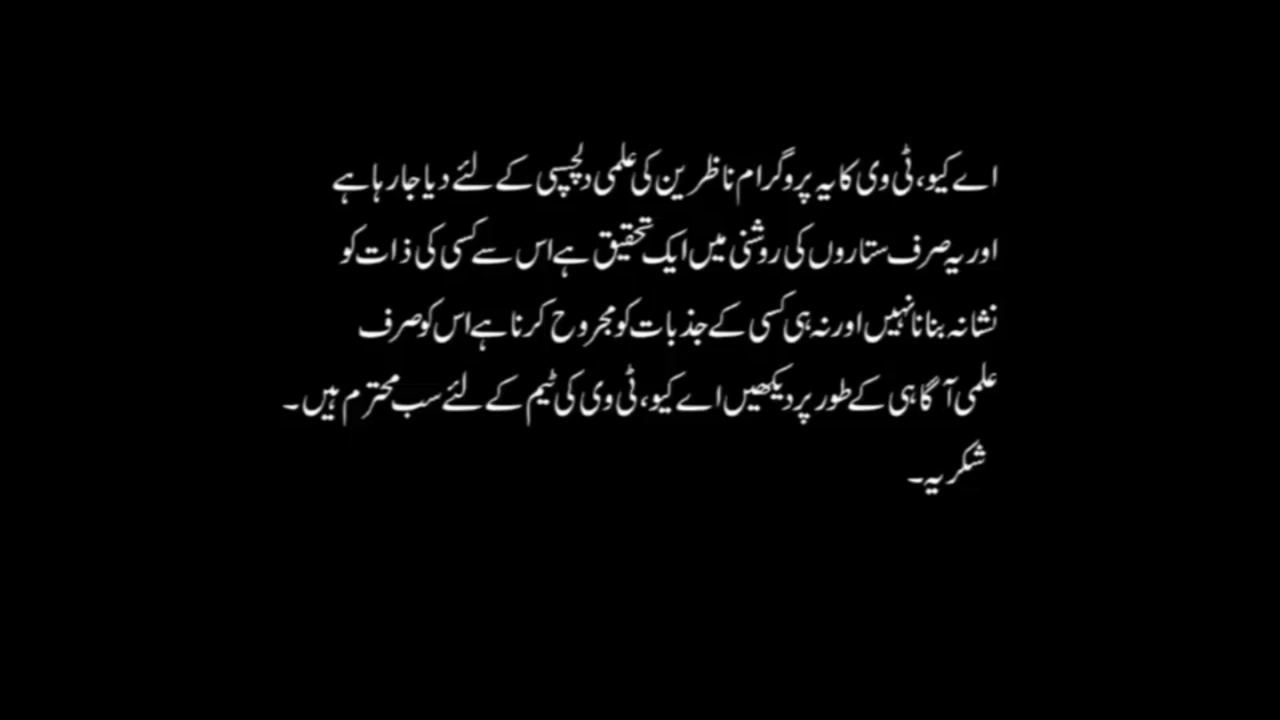 اے کیو، ٹی وی کا یہ پروگرام ناظرین کی علمی دلچسپی کے لئے دیا جا رہا ہے
اور یہ صرف ستاروں کی روشنی میں ایک تحقیق ہے اس سے کسی کی ذات کو
نشانہ بنانا نہیں اور نہ ہی کسی کے جذبات کو مجروح کرنا ہے اس کو صرف
علمی آگاہی کے طور پر دیکھیں اے کیو، ٹی وی کی ٹیم کے لئے سب محترم ہیں۔
شکریہ۔